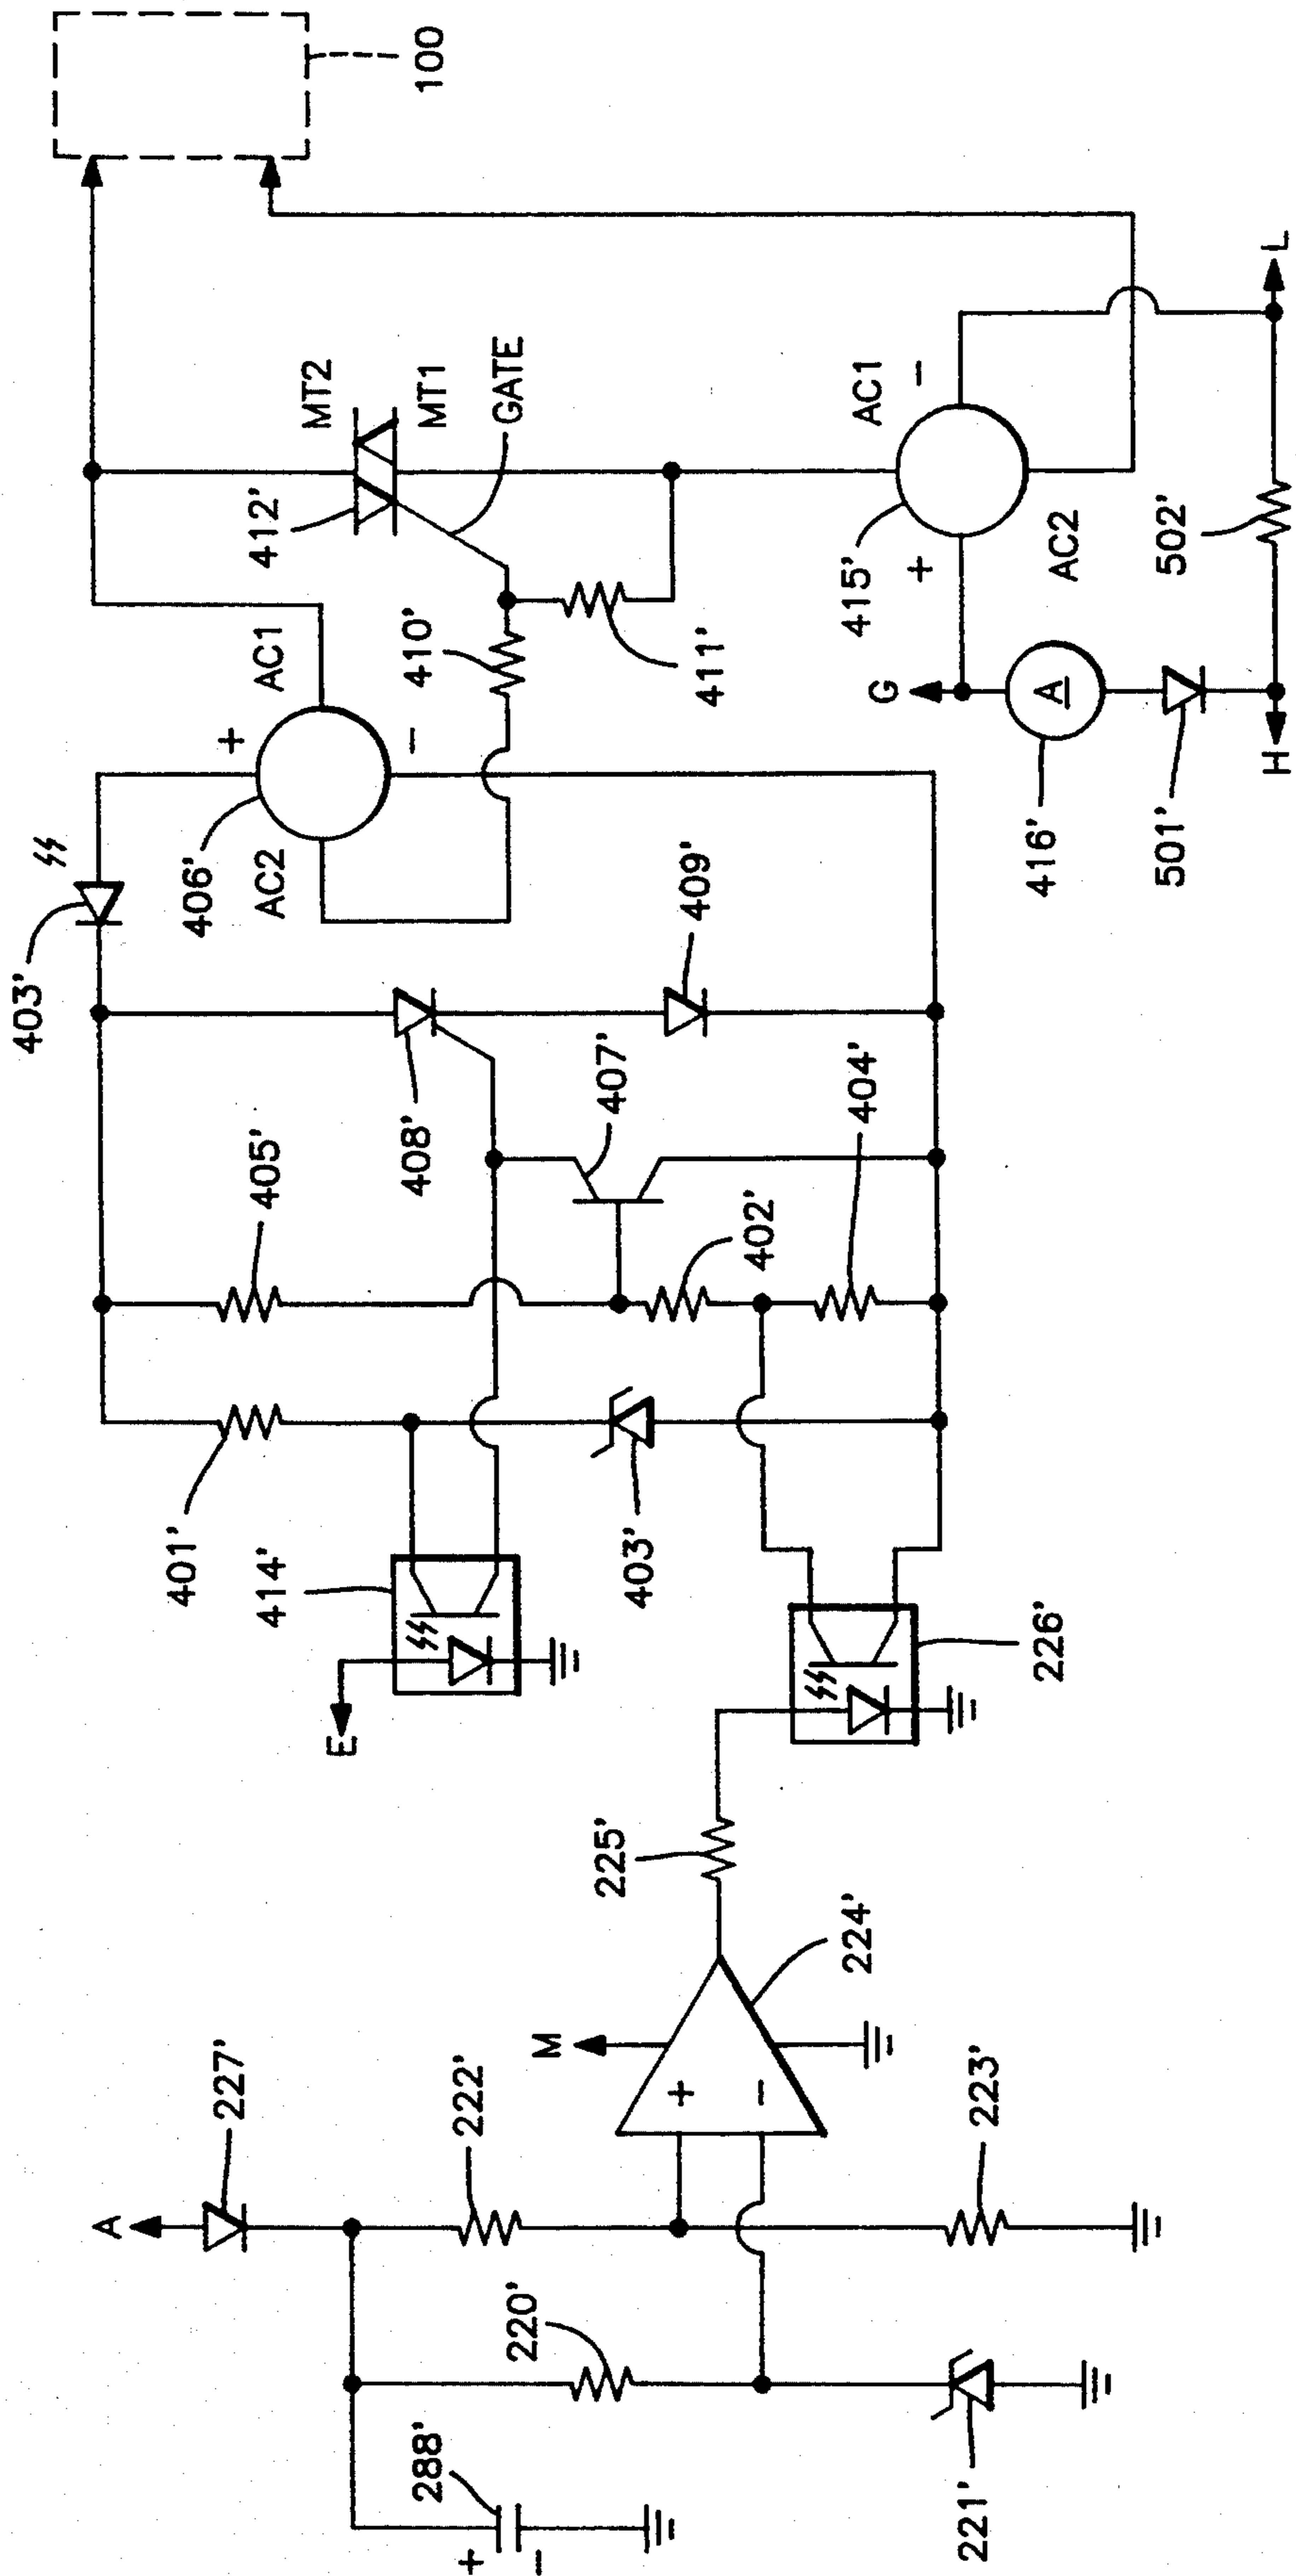 100
403'
MT2
MT1
412'
GATE
AC1
+
-
406'
AC2
410'
411'
405'
408'
409'
407'
401'
402'
404'
414'
403'
E
226'
AC1
-
415'
+
AC2
G
A
416'
501'
502'
L
H
225'
M
224'
+
-
A
227'
222'
223'
220'
288'
+
-
221'